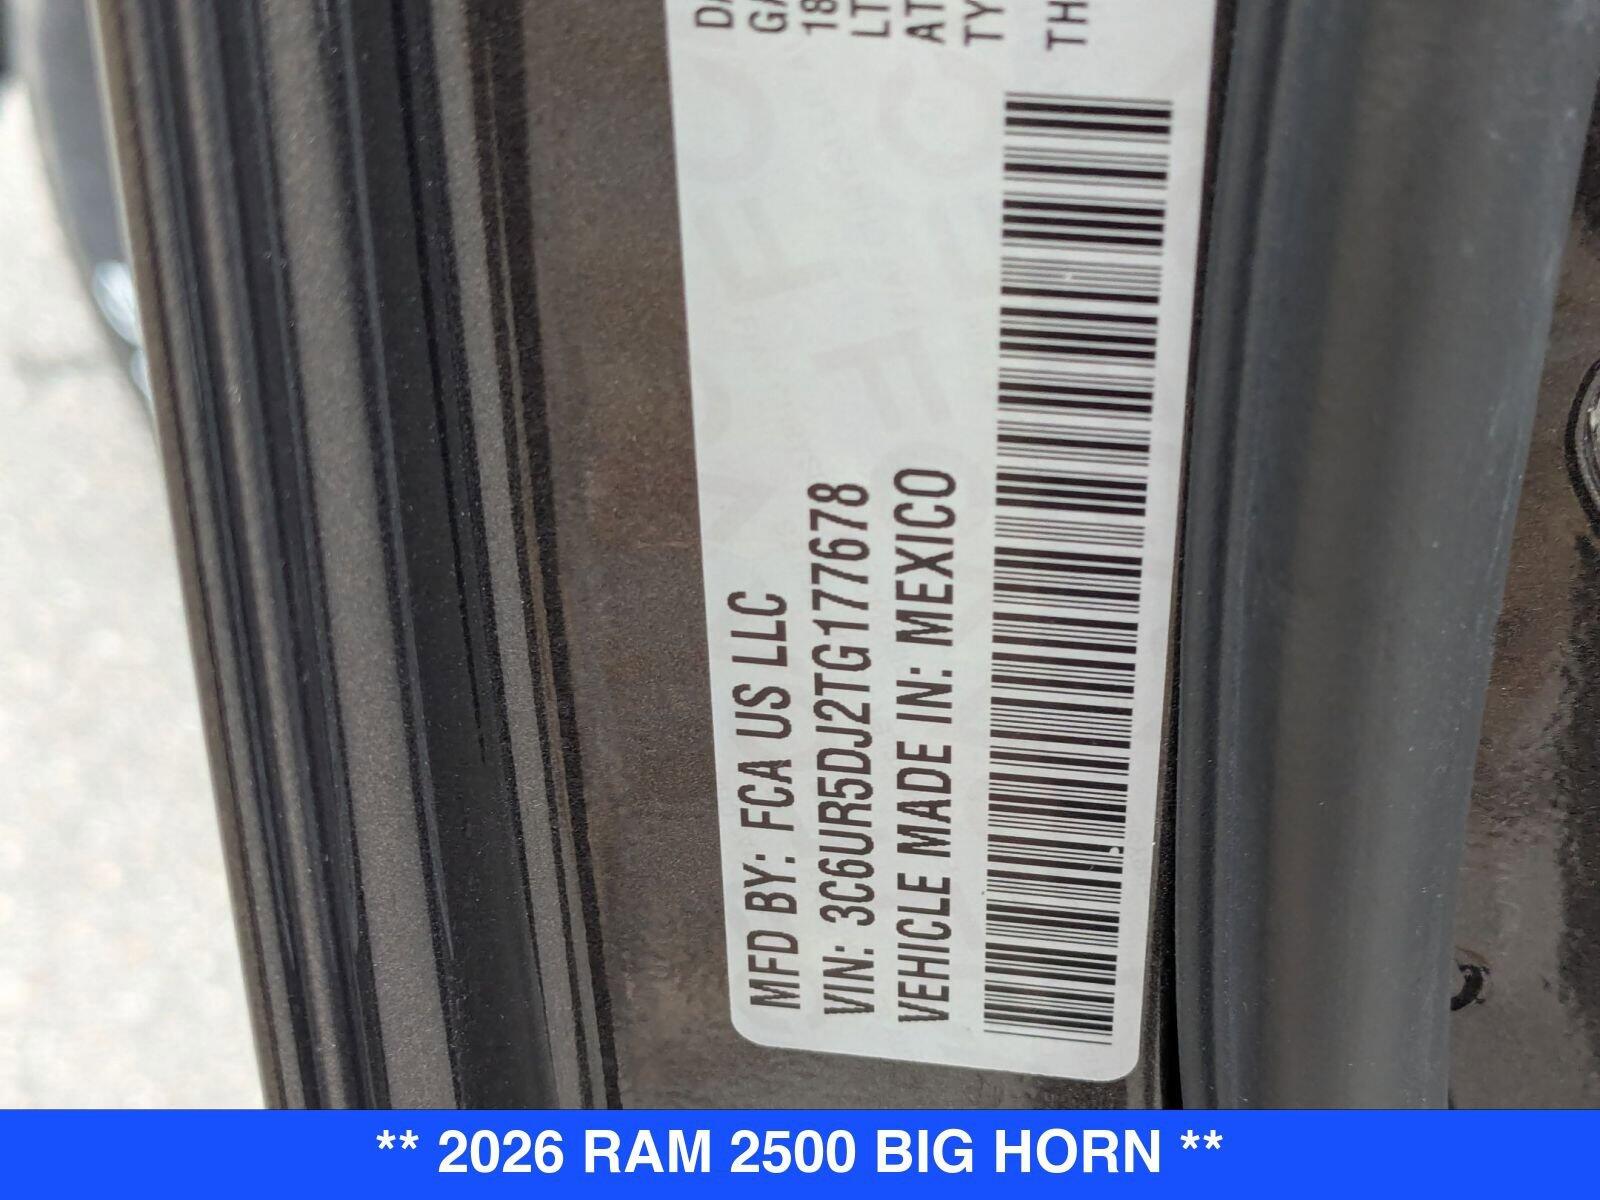 MFD BY: FCA US LLC
VIN: 3C6UR5DJ2TG177678
VEHICLE MADE IN: MEXICO
** 2026 RAM 2500 BIG HORN **